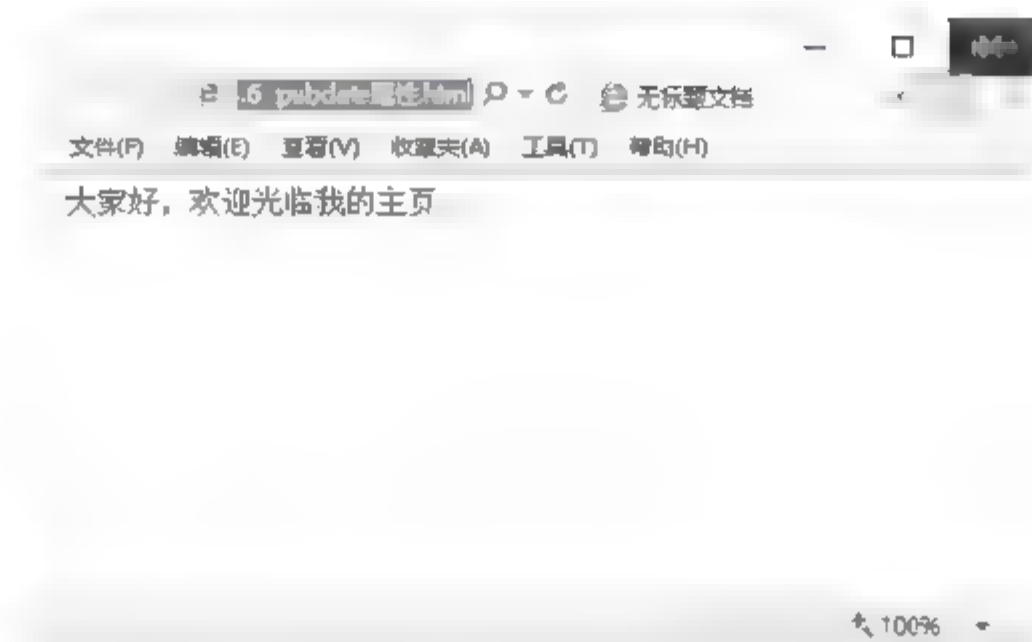 .6 pubdate属性.html 无标题文档
文件(F) 编辑(E) 查看(V) 收藏夹(A) 工具(T) 帮助(H)
大家好，欢迎光临我的主页
100%